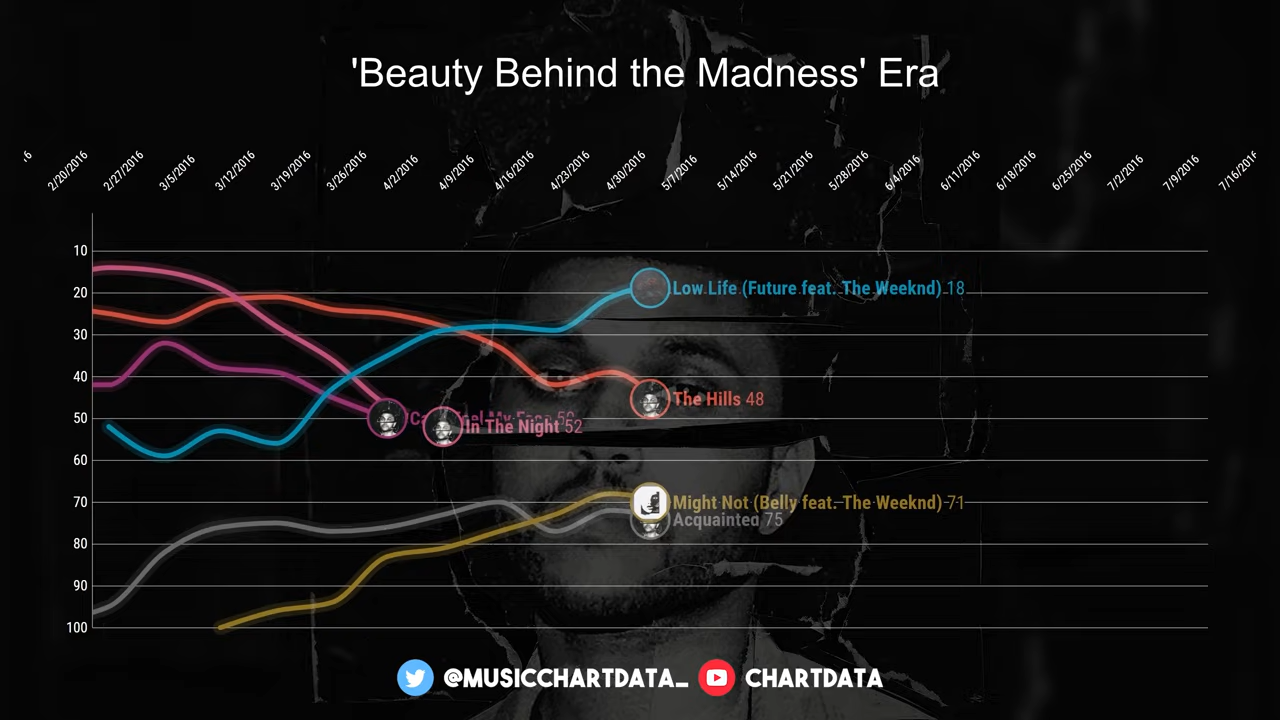 'Beauty Behind the Madness' Era
2/20/2016 2/27/2016 3/5/2016 3/12/2016 3/19/2016 3/26/2016 4/2/2016 4/9/2016 4/16/2016 4/23/2016 4/30/2016 5/7/2016 5/14/2016 5/21/2016 5/28/2016 6/4/2016 6/11/2016 6/18/2016 6/25/2016 7/2/2016 7/9/2016 7/16/2016
10
20
Low Life (Future feat. The Weeknd) 18
30
40
The Hills 48
50
In The Night 52
60
70
Might Not (Belly feat. The Weeknd) 71
Acquainted 75
80
90
100
@MUSICCHARTDATA_ CHARTDATA